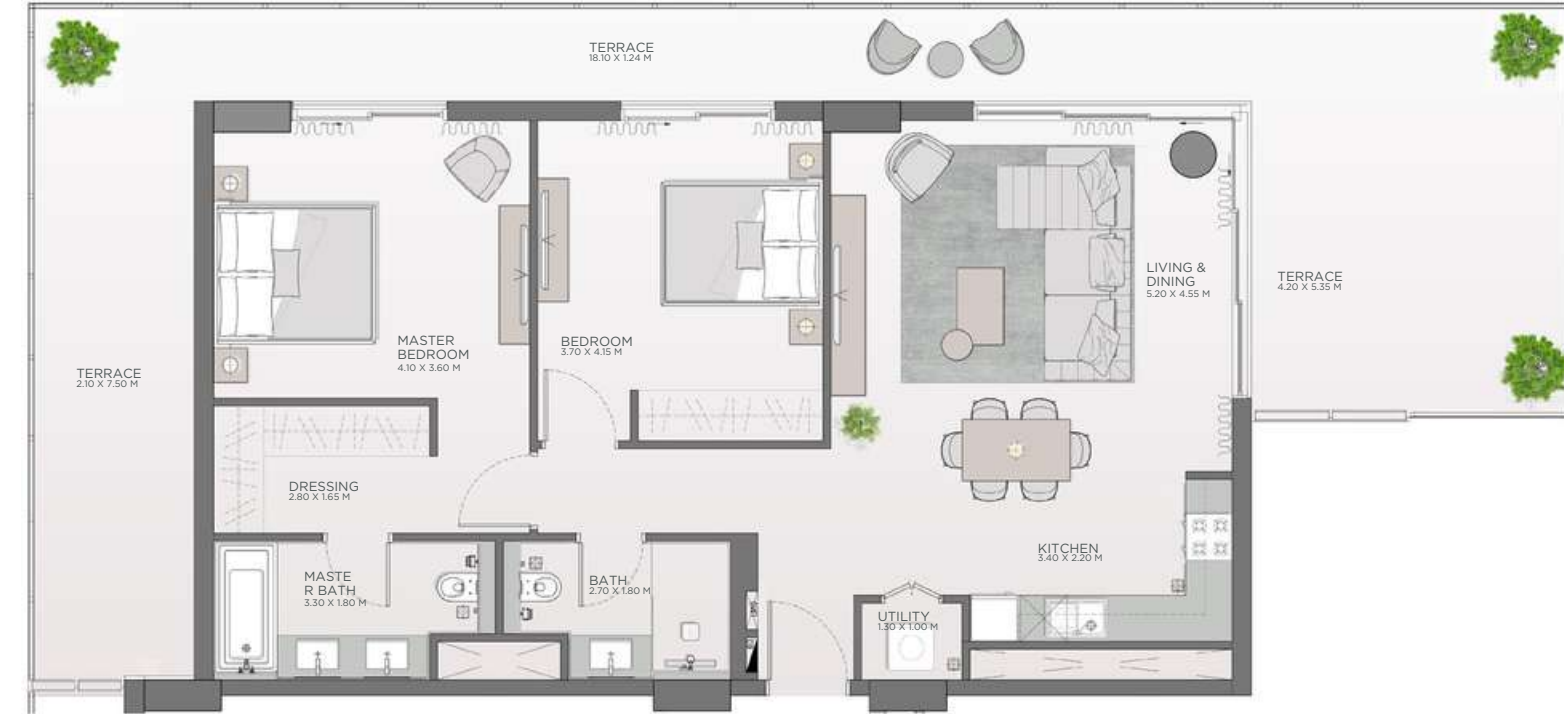 TERRACE
18.10 X 1.24 M
LIVING &
DINING
5.20 X 4.55 M
TERRACE
4.20 X 5.35 M
MASTER
BEDROOM
4.10 X 3.60 M
BEDROOM
3.70 X 4.15 M
TERRACE
2.10 X 7.50 M
DRESSING
2.80 X 1.65 M
KITCHEN
3.40 X 2.20 M
MASTE
R BATH
3.30 X 1.80 M
BATH
2.70 X 1.80 M
UTILITY
1.30 X 1.00 M